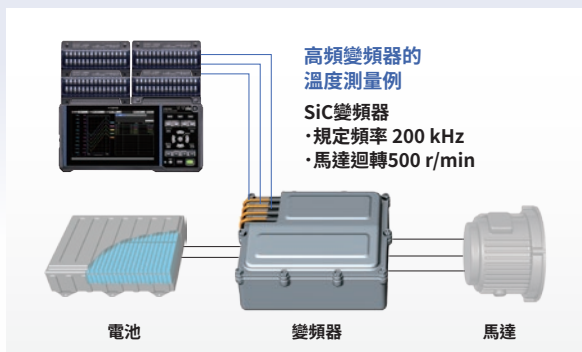 高頻變頻器的
溫度測量例
SiC變頻器
･規定頻率 200 kHz
･馬達迴轉500 r/min
電池
變頻器
馬達